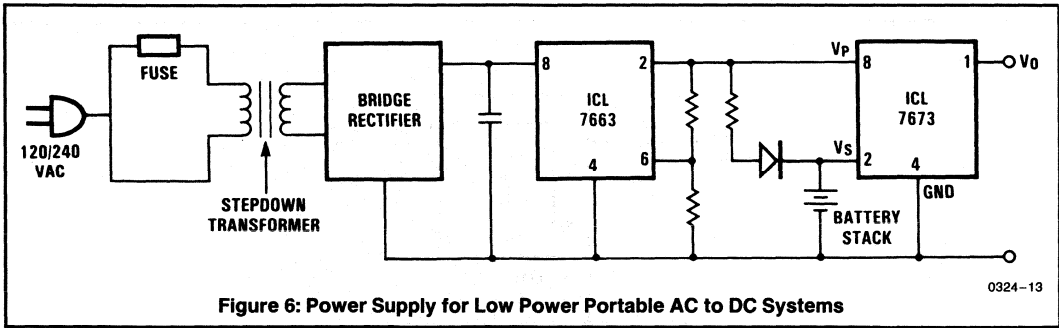 FUSE
120/240
VAC
STEPDOWN
TRANSFORMER
BRIDGE
RECTIFIER
8
2
ICL
7663
6
4
VP
VS
8
1
ICL
7673
2
4
GND
BATTERY
STACK
VO
0324–13
Figure 6: Power Supply for Low Power Portable AC to DC Systems